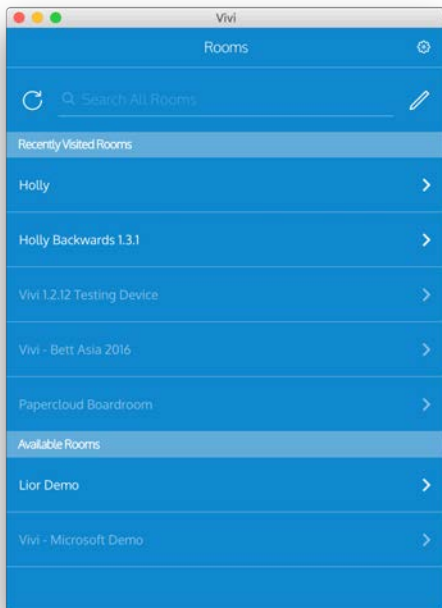 Vivi
Rooms
Search All Rooms
Recently Visited Rooms
Holly
Holly Backwards 1.3.1
Vivi 1.2.12 Testing Device
Vivi - Bett Asia 2016
Papercloud Boardroom
Available Rooms
Lior Demo
Vivi - Microsoft Demo